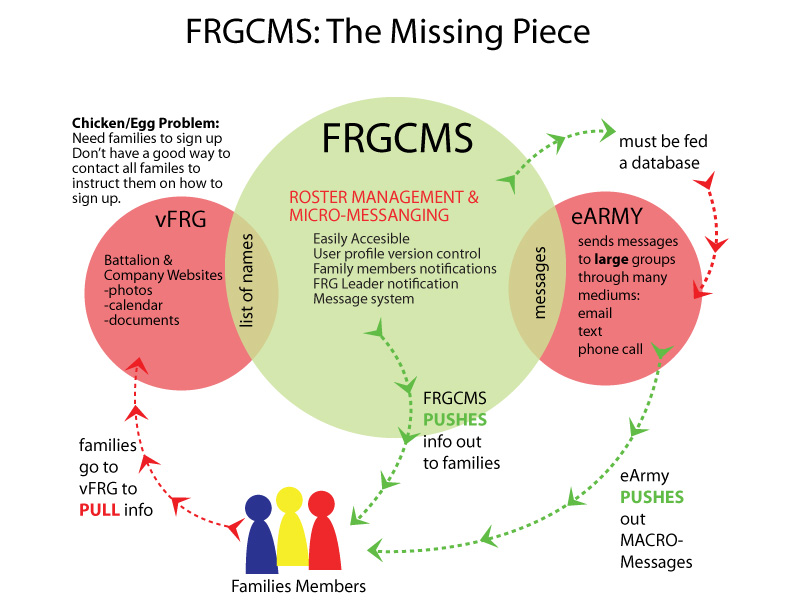 FRGCMS: The Missing Piece
Chicken/Egg Problem:
Need families to sign up
Don't have a good way to
contact all familes to
instruct them on how to
sign up.
vFRG
Battalion &
Company Websites
-photos
-calendar
-documents
list of names
FRGCMS
ROSTER MANAGEMENT &
MICRO-MESSANGING
Easily Accesible
User profile version control
Family members notifications
FRG Leader notification
Message system
messages
must be fed
a database
eARMY
sends messages
to large groups
through many
mediums:
email
text
phone call
FRGCMS
PUSHES
info out
to families
families
go to
vFRG to
PULL info
eArmy
PUSHES
out
MACRO-
Messages
Families Members